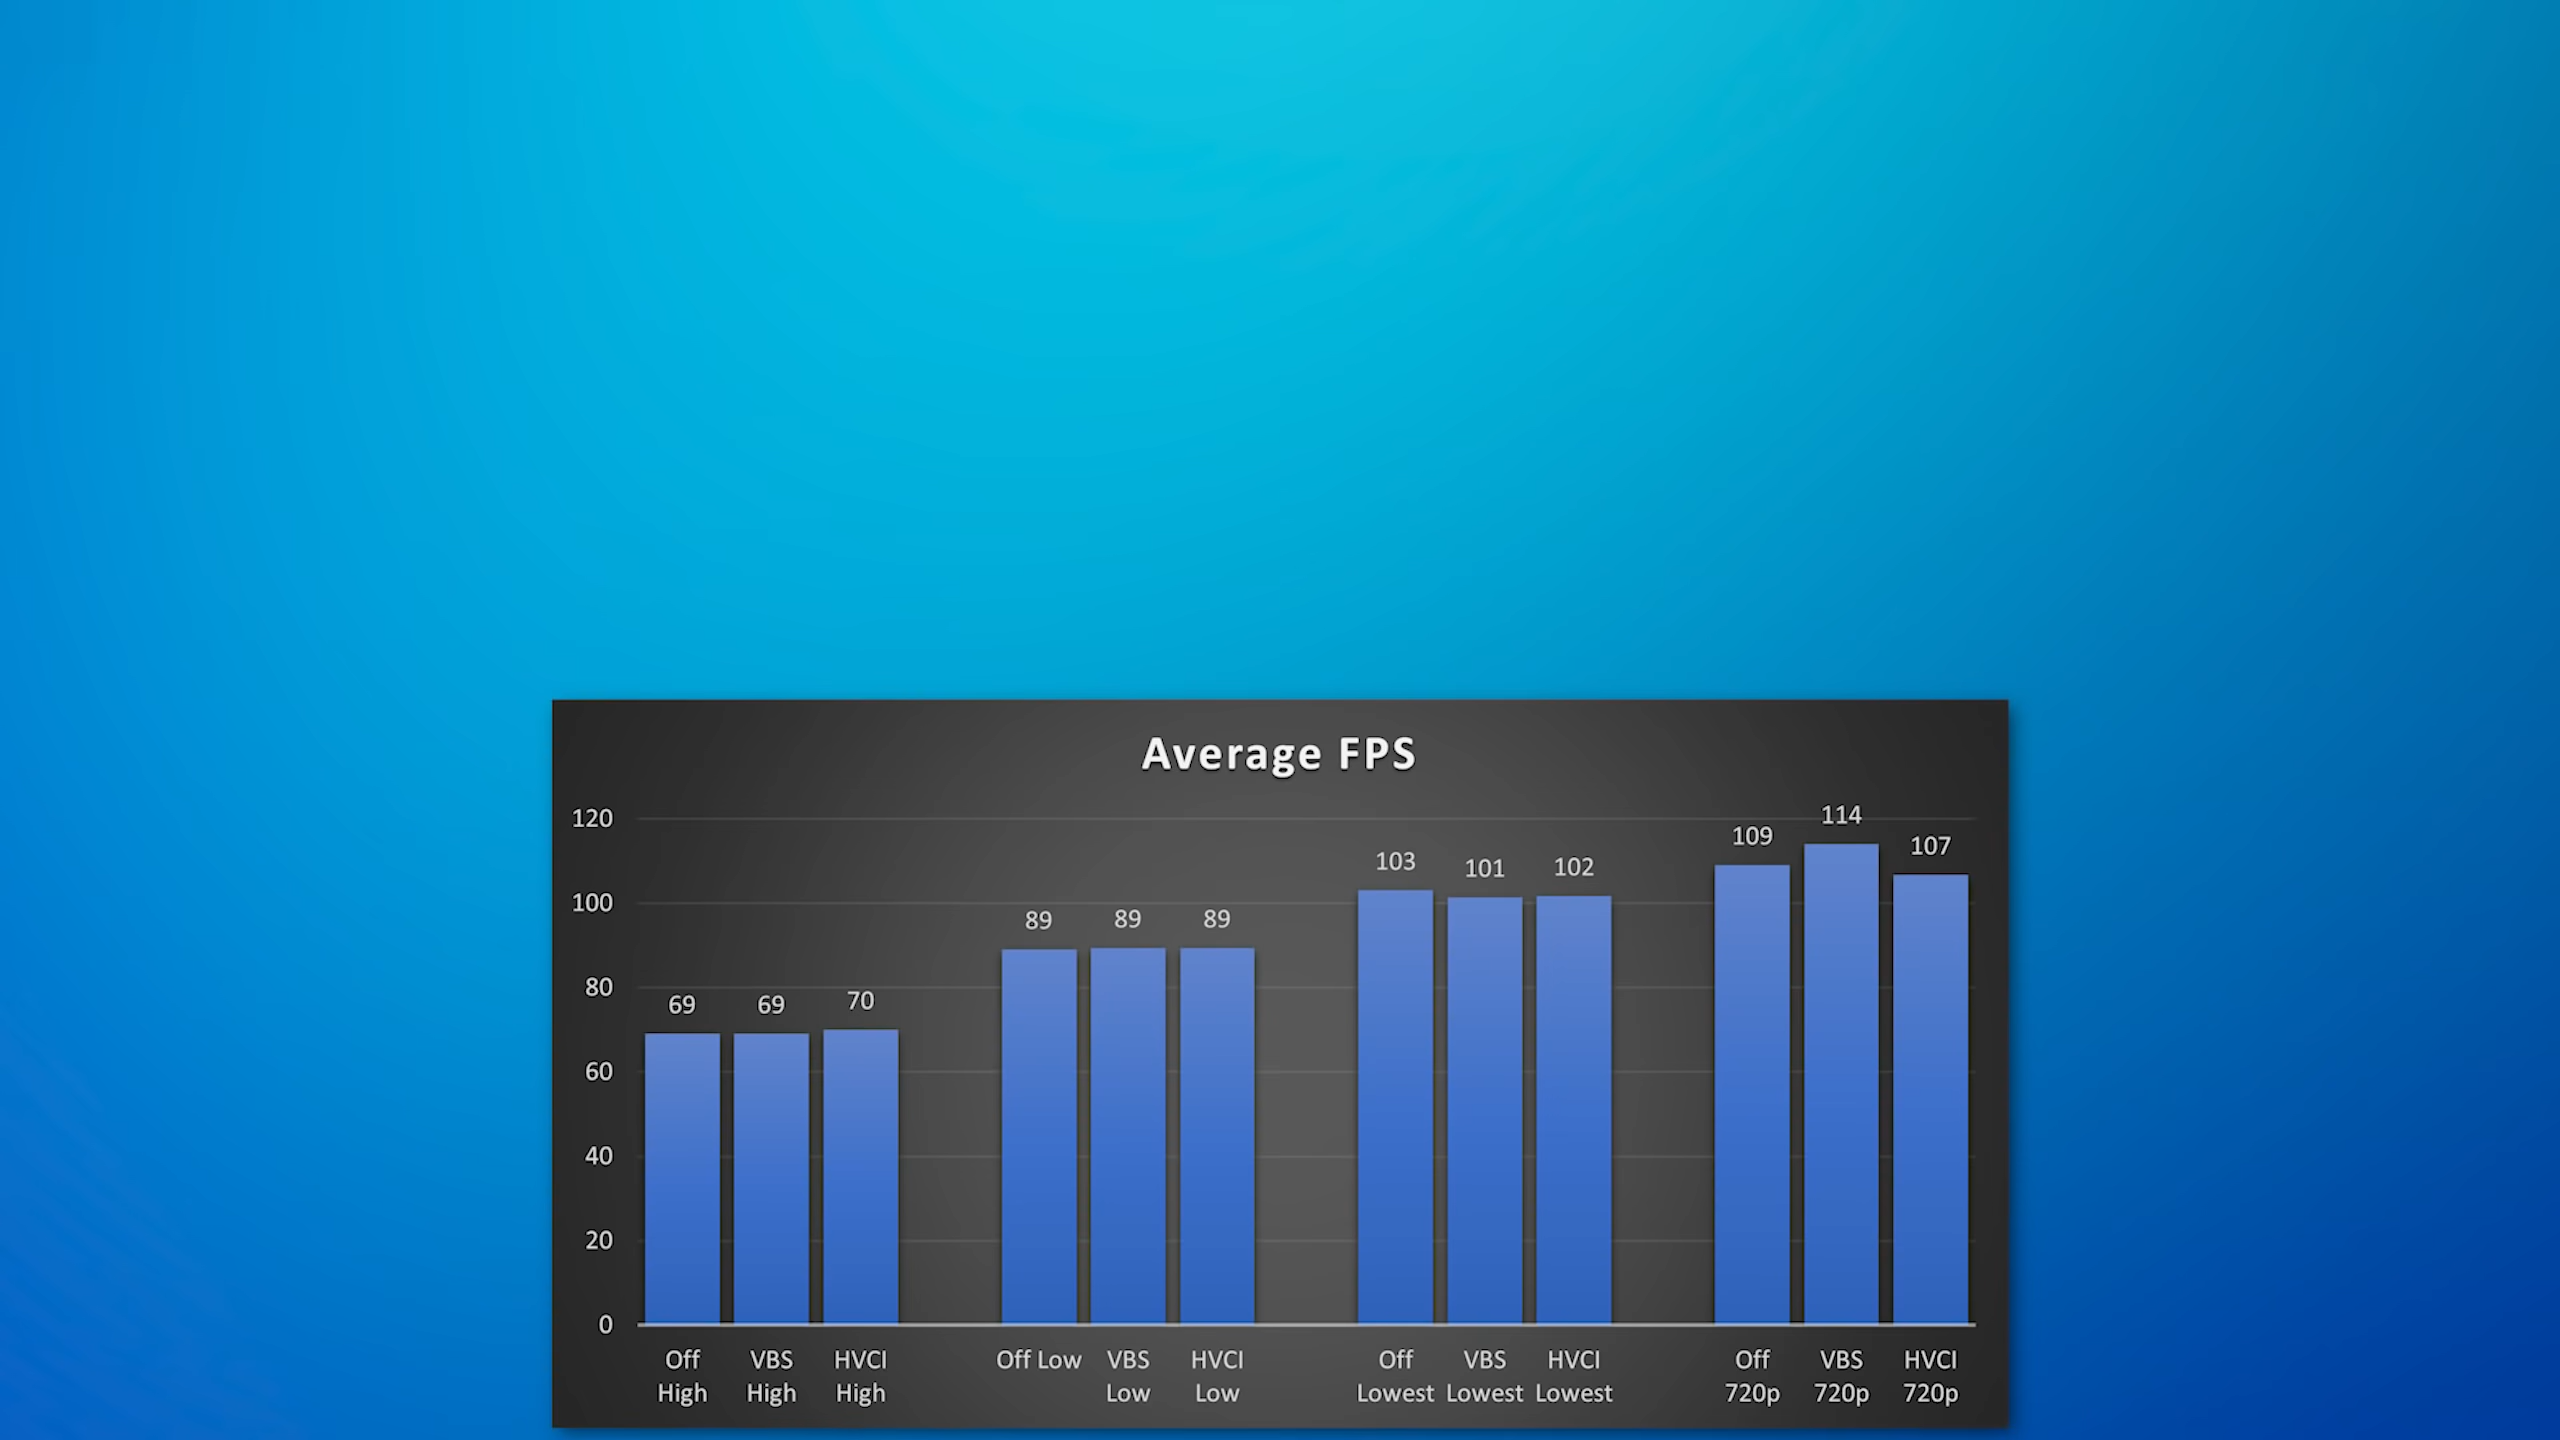 Average FPS
120
100
80
60
40
20
0
69
69
70
89
89
89
103
101
102
109
114
107
Off High
VBS High
HVCI High
Off Low
VBS Low
HVCI Low
Off Lowest
VBS Lowest
HVCI Lowest
Off 720p
VBS 720p
HVCI 720p